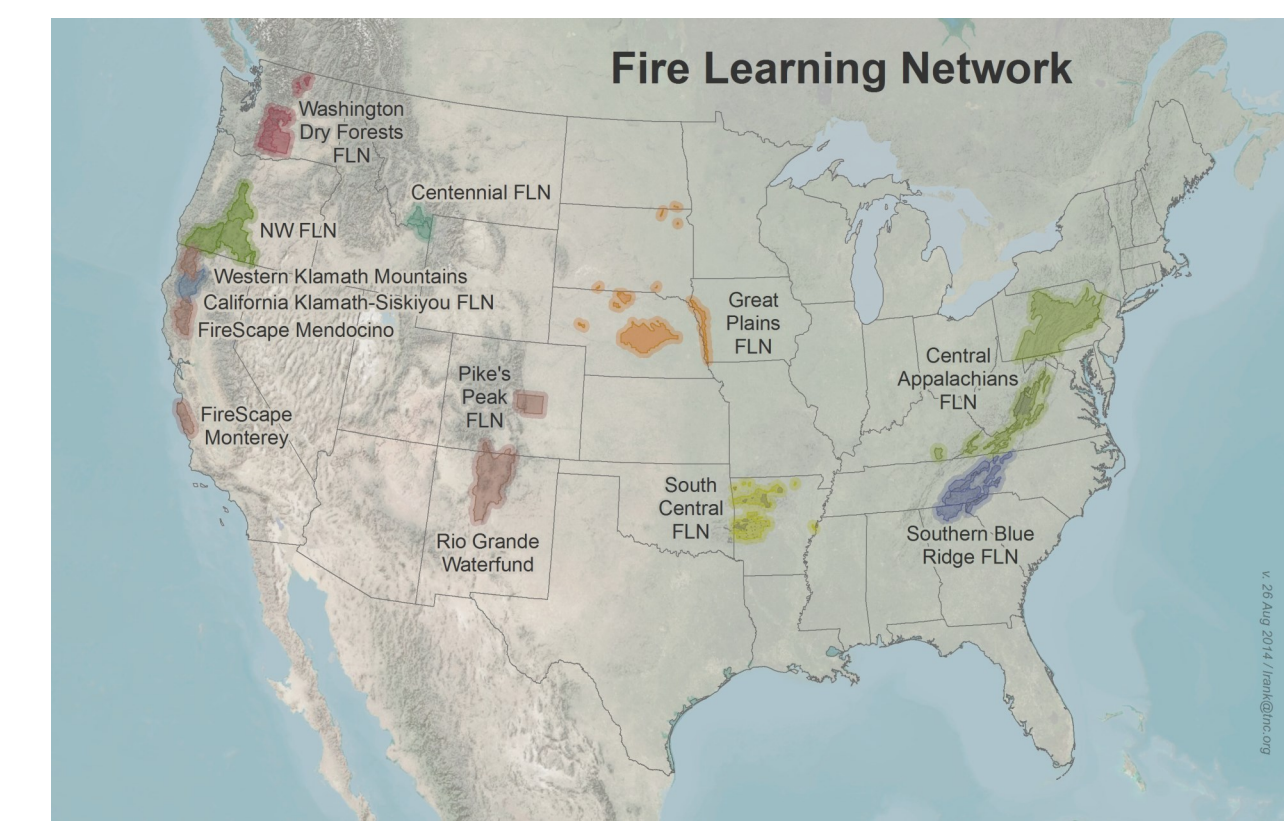 Fire Learning Network
Washington
Dry Forests
FLN
Centennial FLN
NW FLN
Western Klamath Mountains
California Klamath-Siskiyou FLN
FireScape Mendocino
Great
Plains
FLN
Central
Appalachians
FLN
Pike's
Peak
FLN
FireScape
Monterey
South
Central
FLN
Southern Blue
Ridge FLN
Rio Grande
Waterfund
v. 26 Aug 2014 / lrank@tnc.org